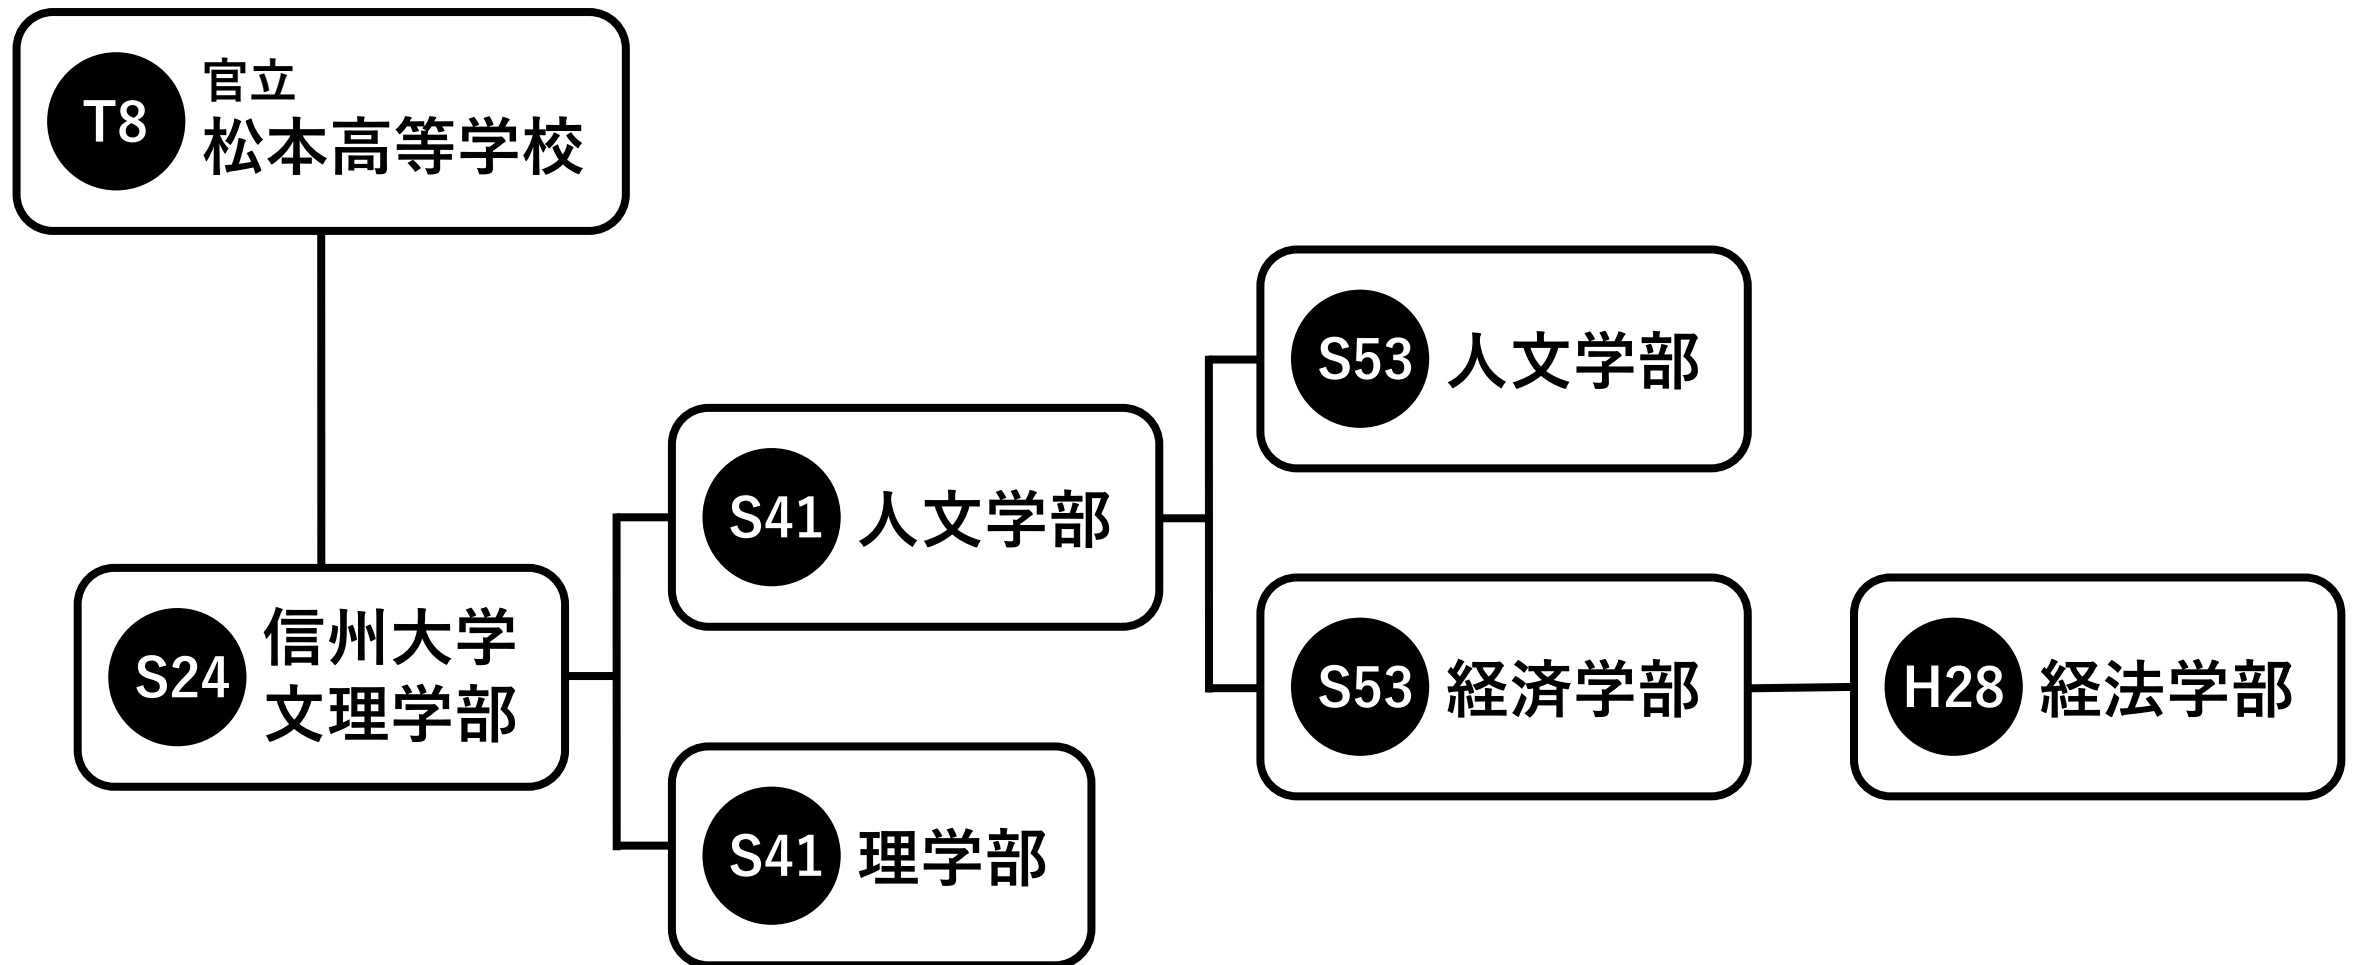 T8
官立
松本高等学校
S24
信州大学
文理学部
S41
人文学部
S41
理学部
S53
人文学部
S53
経済学部
H28
経法学部